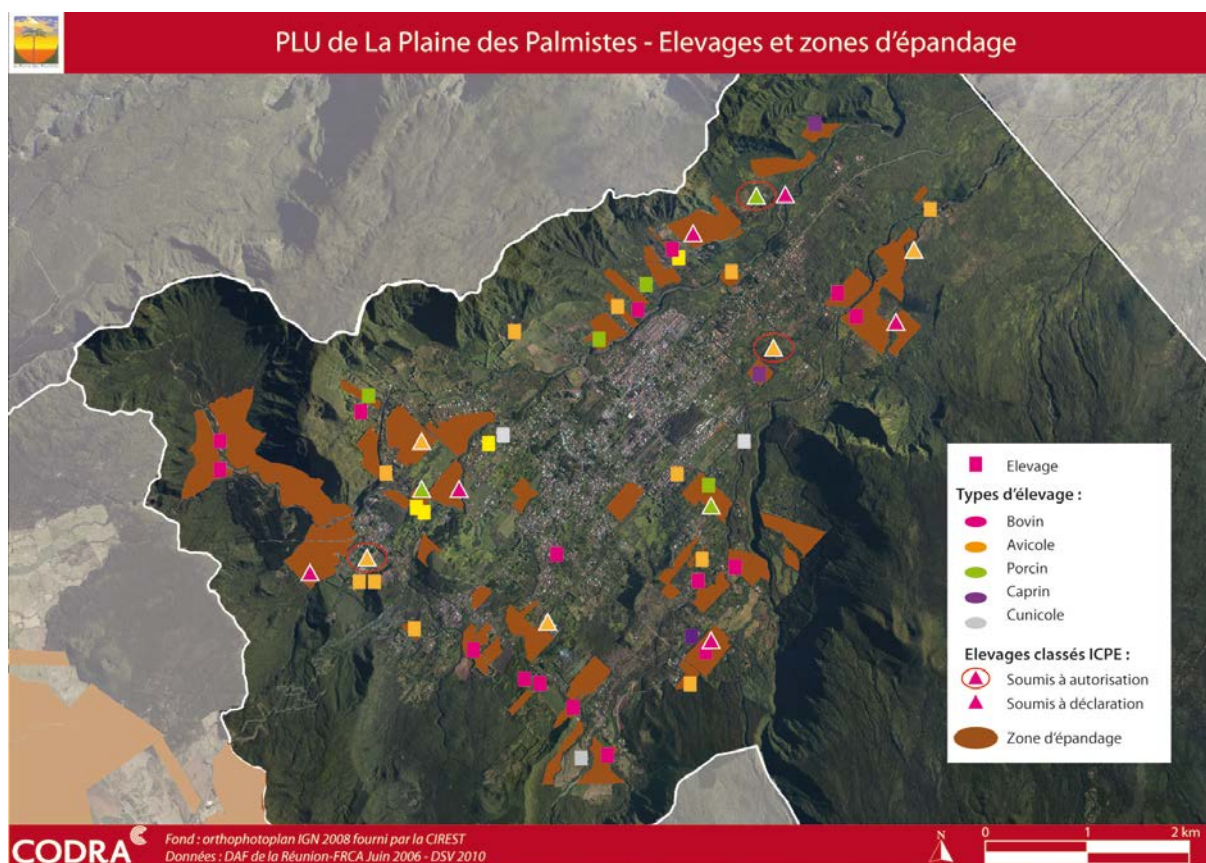 PLU de La Plaine des Palmistes - Elevages et zones d'épandage
Elevage
Types d'élevage :
Bovin
Avicole
Porcin
Caprin
Cunicole
Elevages classés ICPE :
Soumis à autorisation
Soumis à déclaration
Zone d'épandage
CODRA
Fond : orthophotoplan IGN 2008 fourni par la CIREST
Données : DAF de la Réunion-FRCA Juin 2006 - DSV 2010
N
0 1 2 km